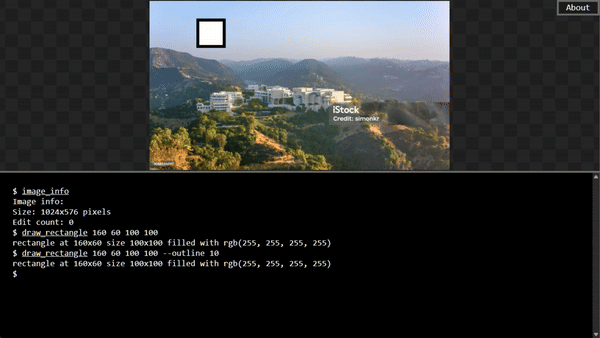 About
iStock
Credit: simonkr
$ image_info
Image info:
Size: 1024x576 pixels
Edit count: 0
$ draw_rectangle 160 60 100 100
rectangle at 160x60 size 100x100 filled with rgb(255, 255, 255, 255)
$ draw_rectangle 160 60 100 100 --outline 10
rectangle at 160x60 size 100x100 filled with rgb(255, 255, 255, 255)
$